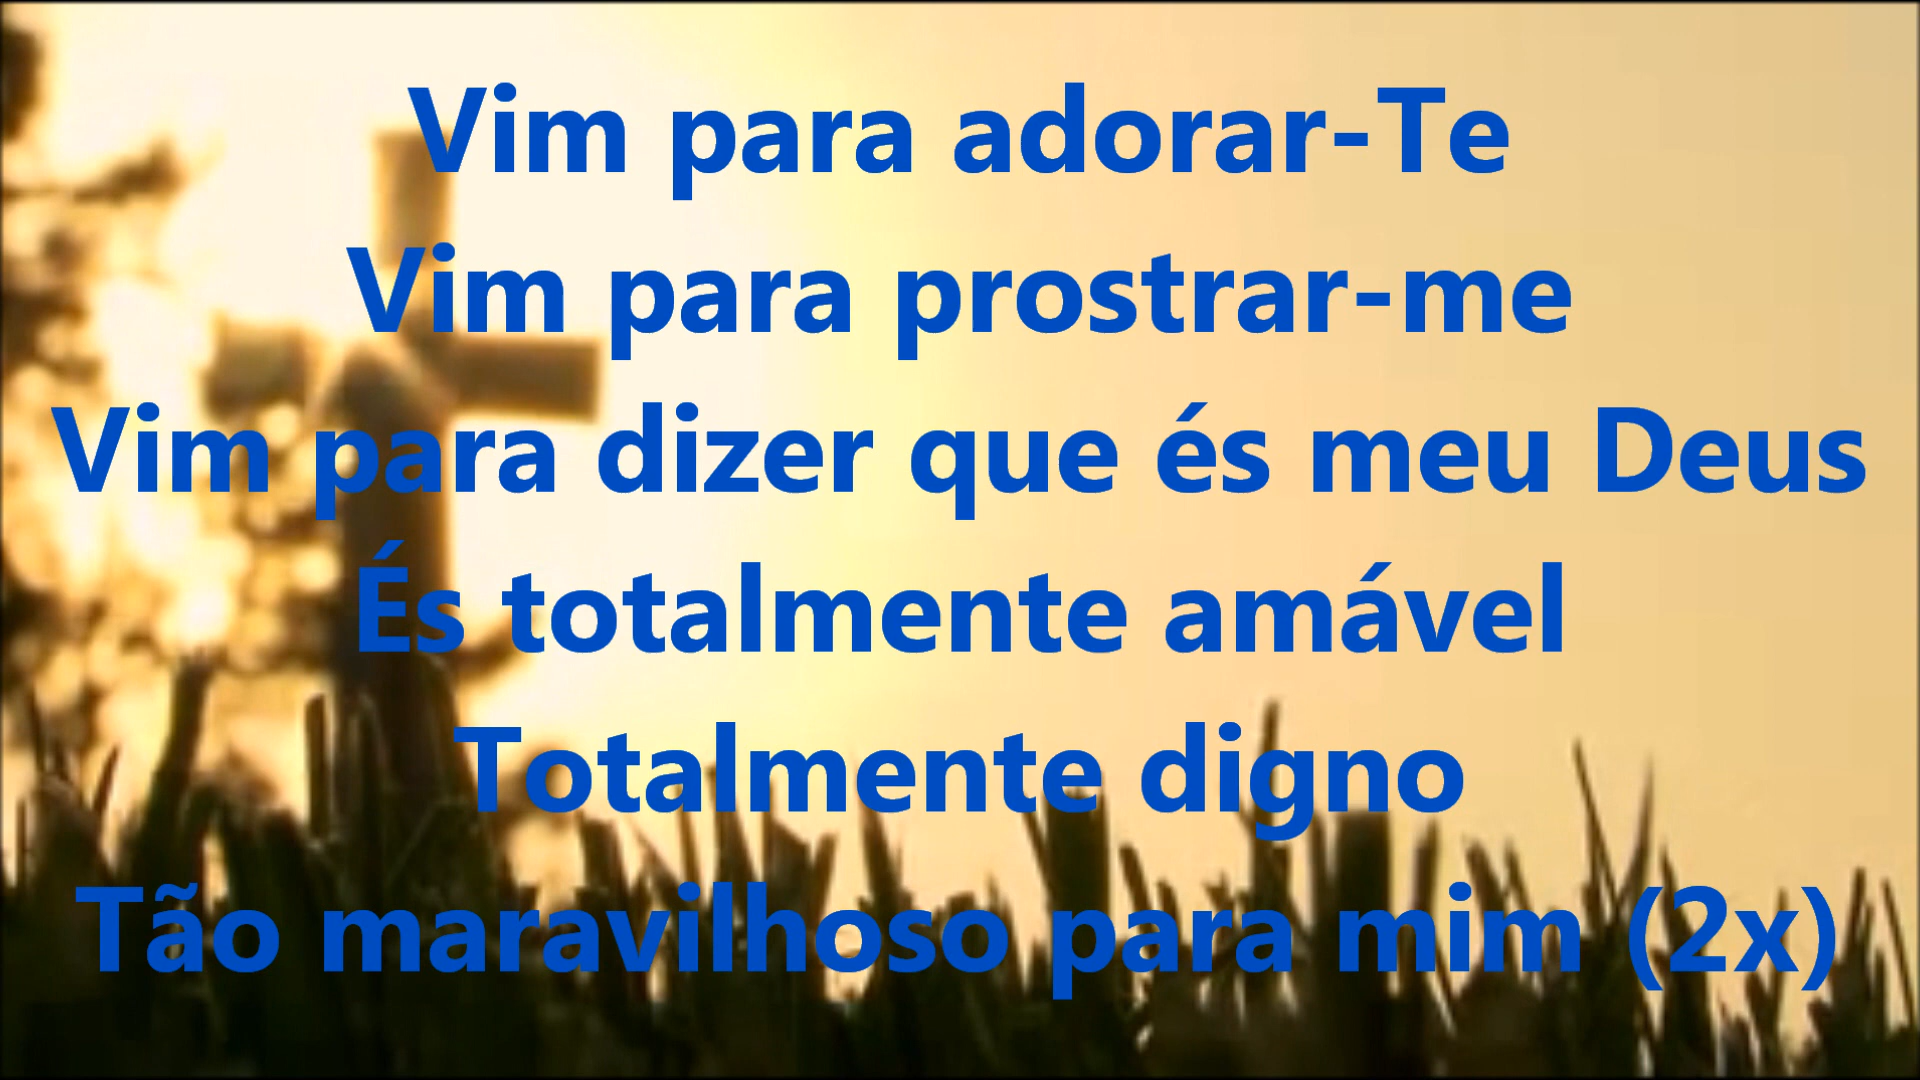 Vim para adorar-Te
Vim para prostrar-me
Vim para dizer que és meu Deus
És totalmente amável
Totalmente digno
Tão maravilhoso para mim (2x)